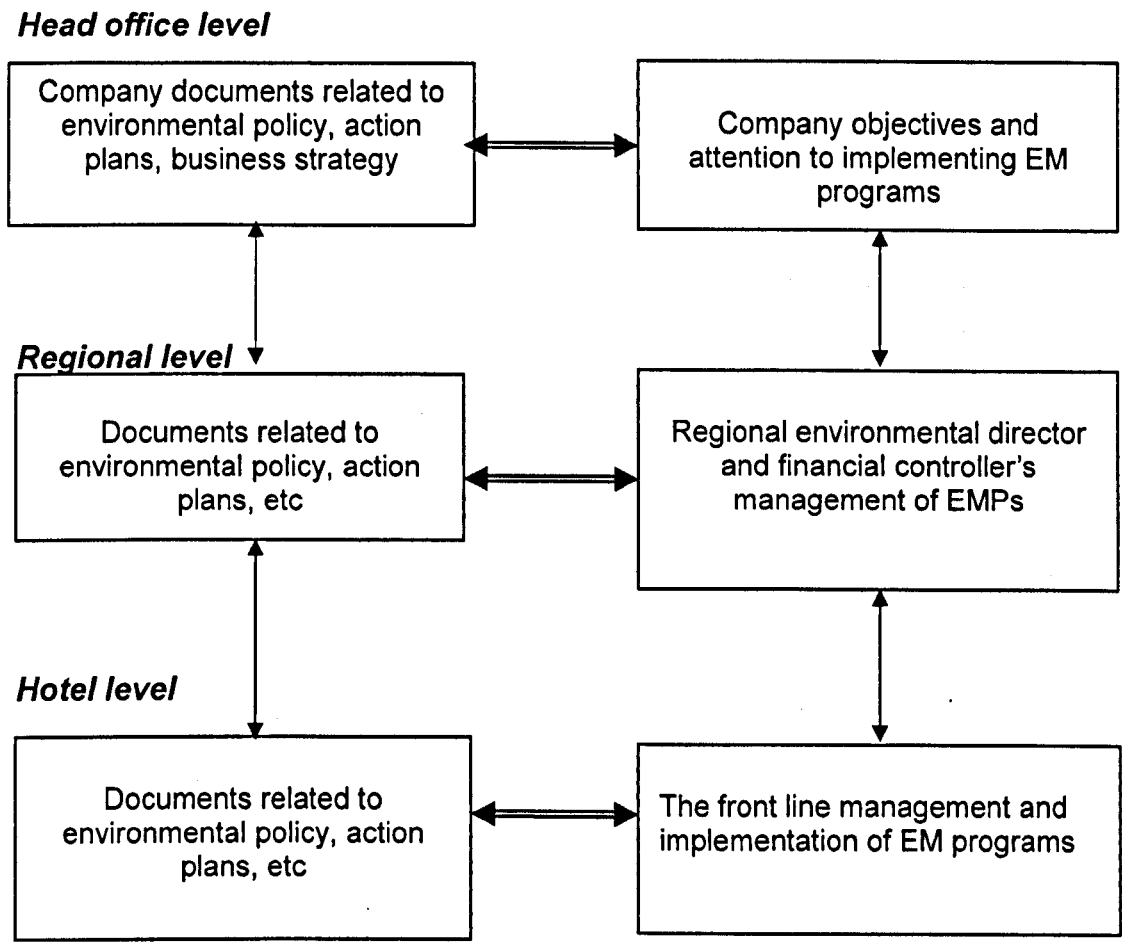 Head office level
Company documents related to
environmental policy, action
plans, business strategy
Company objectives and
attention to implementing EM
programs
Regional level
Documents related to
environmental policy, action
plans, etc
Regional environmental director
and financial controller's
management of EMPs
Hotel level
Documents related to
environmental policy, action
plans, etc
The front line management and
implementation of EM programs